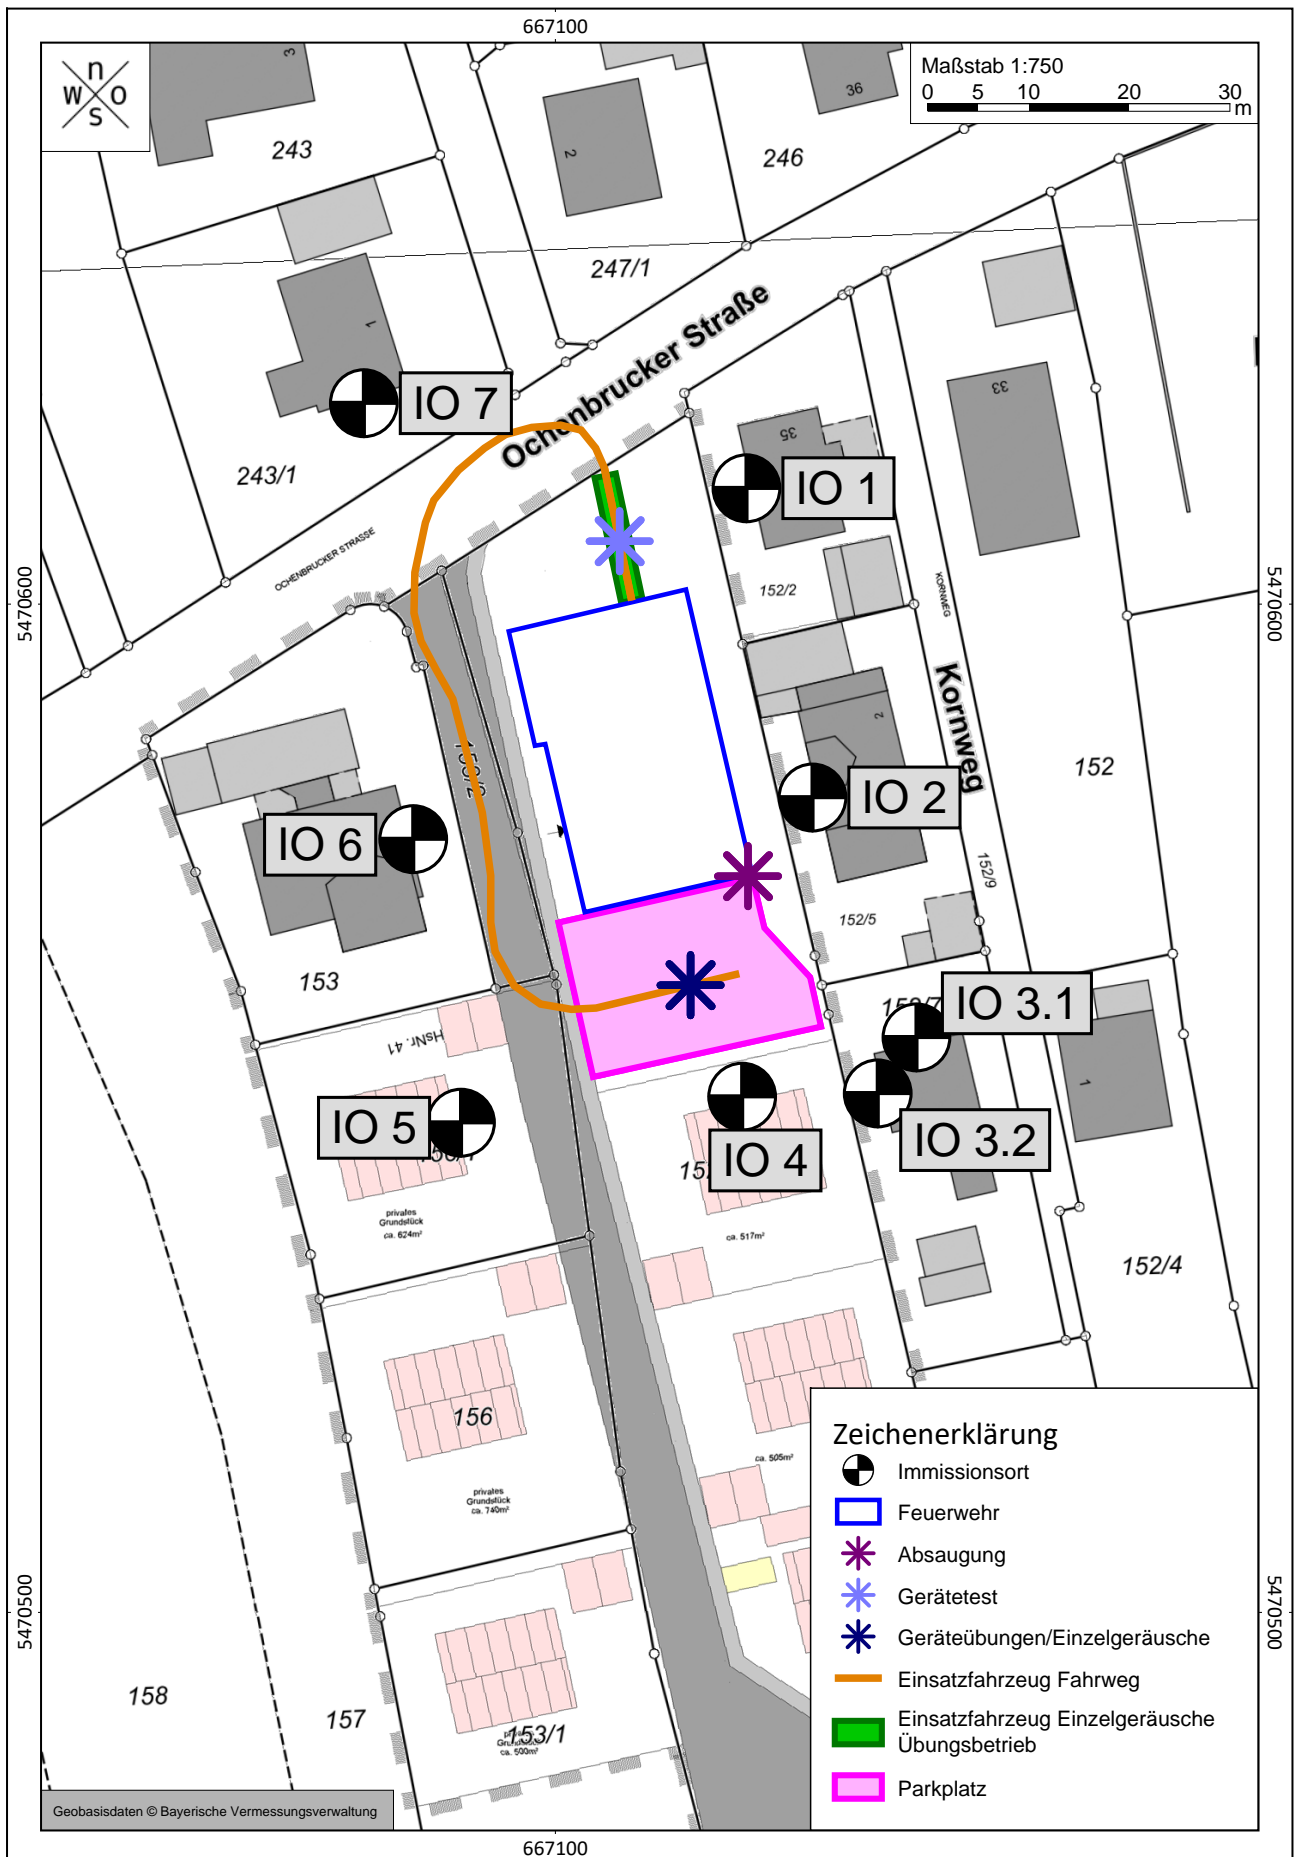 667100
n
W O
S
Maßstab 1:750
0 5 10 20 30
m
3
36
243
2
246
247/1
1
Ochenbrucker Straße
IO 7
33
35
243/1
IO 1
OCHENBRUCKER STRASSE
5470600
5470600
152/2
KORNWEG
Kornweg
2
152
IO 2
IO 6
152/9
152/5
153
IO 3.1
HsNr. 41
1
IO 5
IO 3.2
IO 4
privates
Grundstück
ca. 624m²
ca. 517m²
152/4
156
privates
Grundstück
ca. 740m²
ca. 505m²
Zeichenerklärung
Immissionsort
Feuerwehr
Absaugung
Gerätetest
Geräteübungen/Einzelgeräusche
Einsatzfahrzeug Fahrweg
Einsatzfahrzeug Einzelgeräusche
Übungsbetrieb
Parkplatz
5470500
5470500
158
157
153/1
ca. 500m²
Geobasisdaten © Bayerische Vermessungsverwaltung
667100